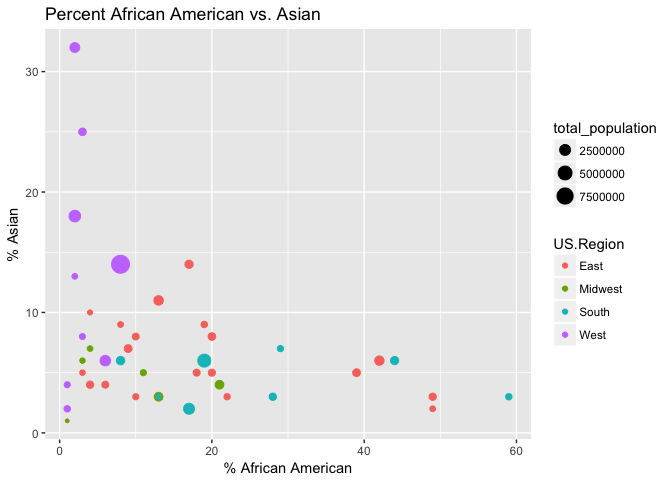 Percent African American vs. Asian
% Asian
30
20
10
0
0
20
40
60
% African American
total_population
2500000
5000000
7500000
US.Region
East
Midwest
South
West